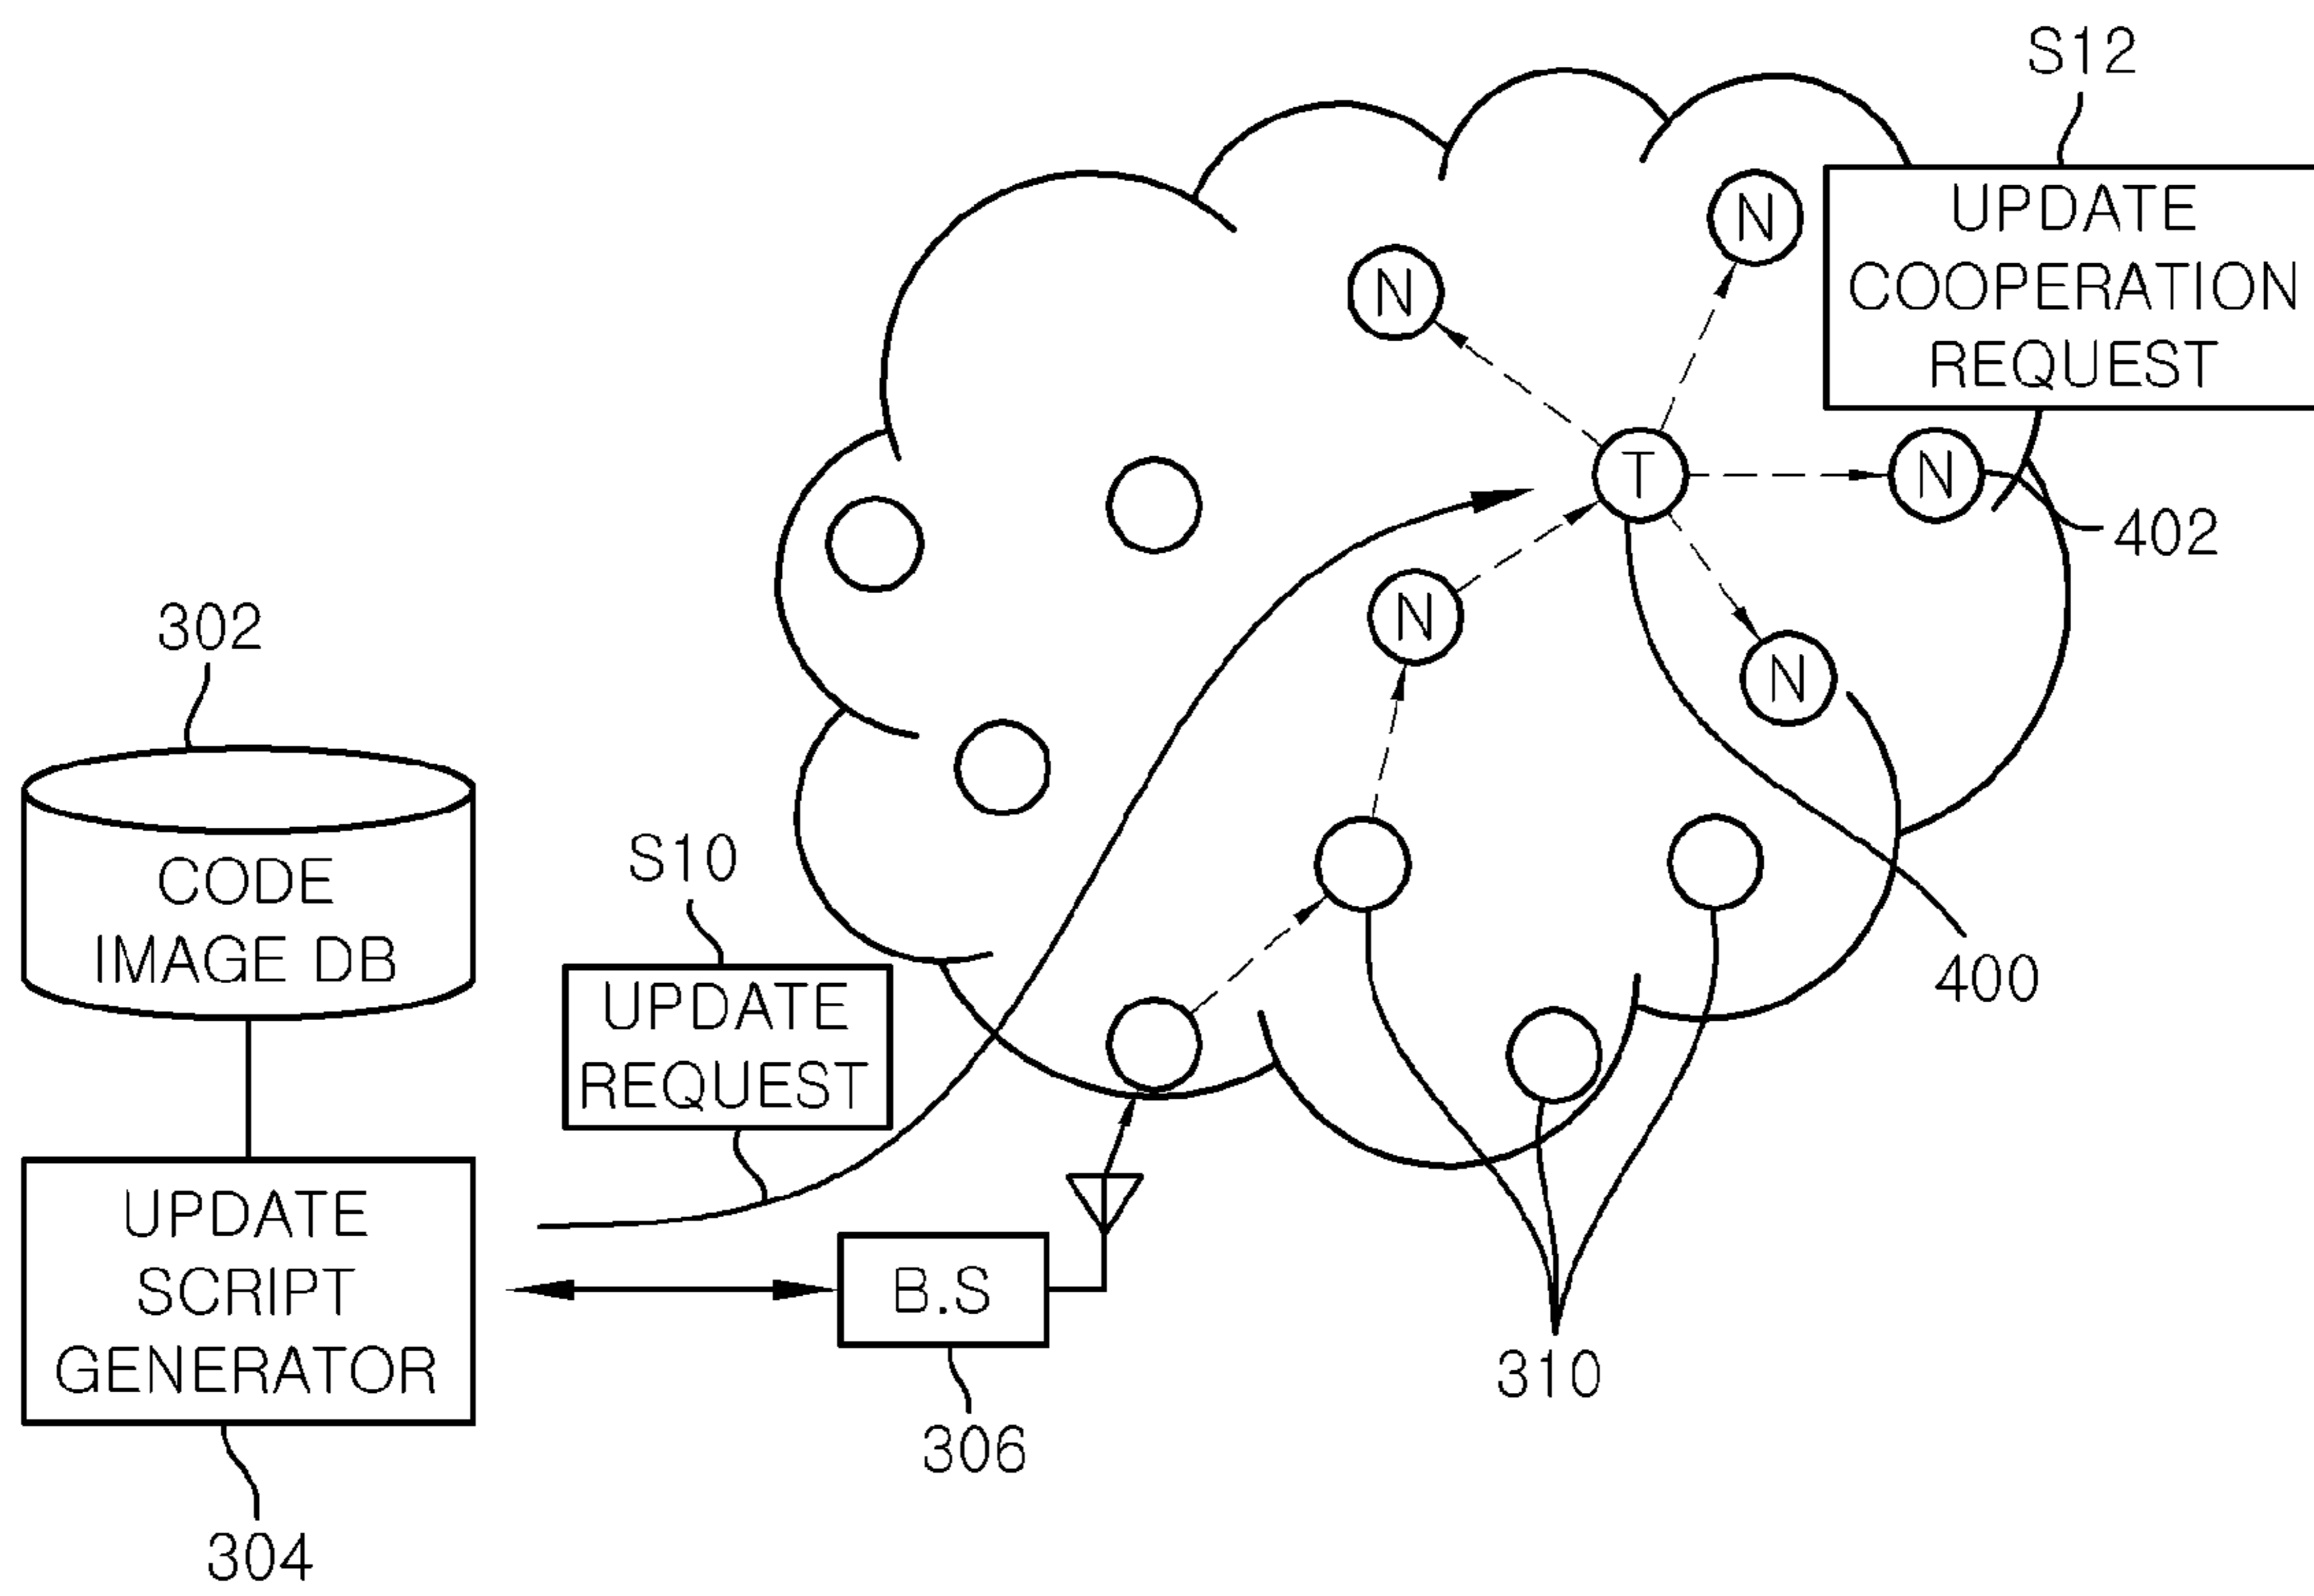 S12
UPDATE
COOPERATION
REQUEST
N
N
T
N
402
N
N
302
CODE
IMAGE DB
S10
UPDATE
REQUEST
400
UPDATE
SCRIPT
GENERATOR
B.S
310
306
304